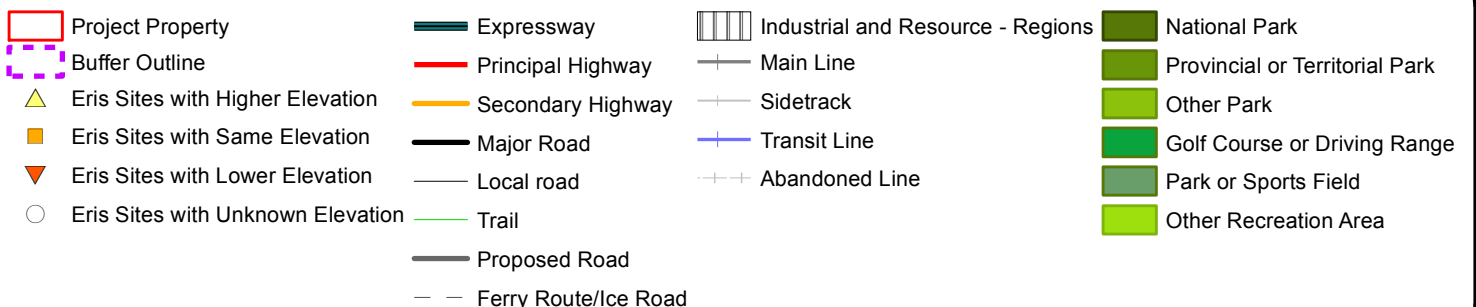 Project Property
Buffer Outline
Eris Sites with Higher Elevation
Eris Sites with Same Elevation
Eris Sites with Lower Elevation
Eris Sites with Unknown Elevation
Expressway
Principal Highway
Secondary Highway
Major Road
Local road
Trail
Proposed Road
Ferry Route/Ice Road
Industrial and Resource - Regions
Main Line
Sidetrack
Transit Line
Abandoned Line
National Park
Provincial or Territorial Park
Other Park
Golf Course or Driving Range
Park or Sports Field
Other Recreation Area